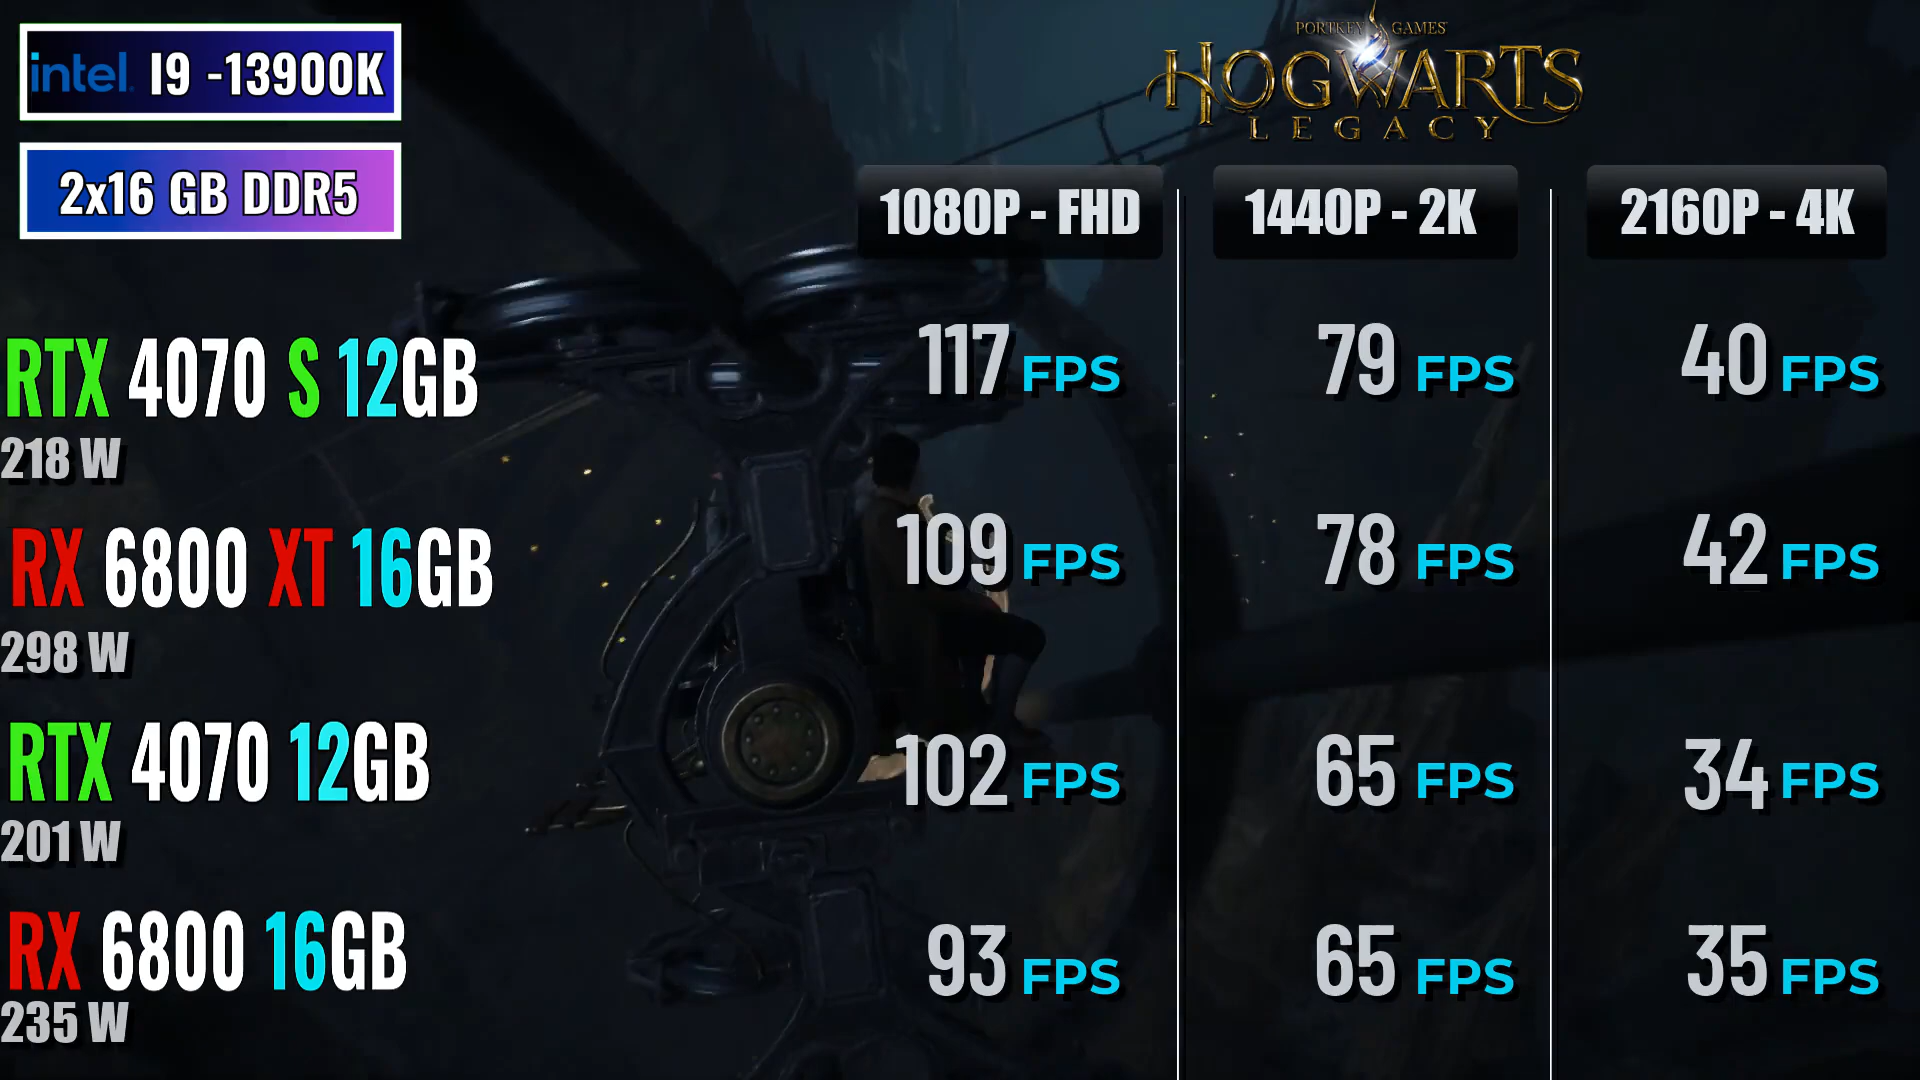 intel. I9 -13900K
2x16 GB DDR5
PORTKEY GAMES
HOGWARTS
LEGACY
1080P - FHD 1440P - 2K 2160P - 4K
RTX 4070 S 12GB 117 FPS 79 FPS 40 FPS
218 W
RX 6800 XT 16GB 109 FPS 78 FPS 42 FPS
298 W
RTX 4070 12GB 102 FPS 65 FPS 34 FPS
201 W
RX 6800 16GB 93 FPS 65 FPS 35 FPS
235 W